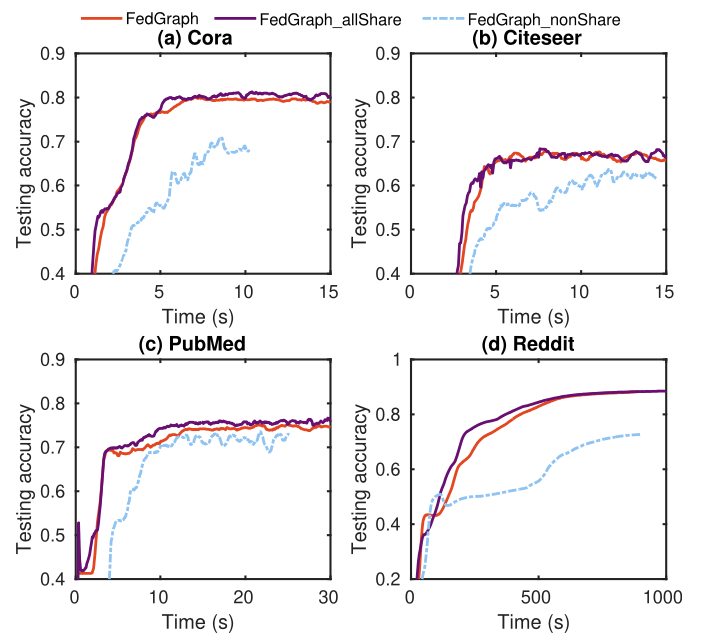 FedGraph FedGraph_allShare FedGraph_nonShare
(a) Cora
(b) Citeseer
0.9
0.8
0.7
0.6
0.5
0.4
Testing accuracy
0 5 10 15
Time (s)
0.9
0.8
0.7
0.6
0.5
0.4
Testing accuracy
0 5 10 15
Time (s)
(c) PubMed
(d) Reddit
0.9
0.8
0.7
0.6
0.5
0.4
Testing accuracy
0 10 20 30
Time (s)
1
0.8
0.6
0.4
0.2
Testing accuracy
0 500 1000
Time (s)